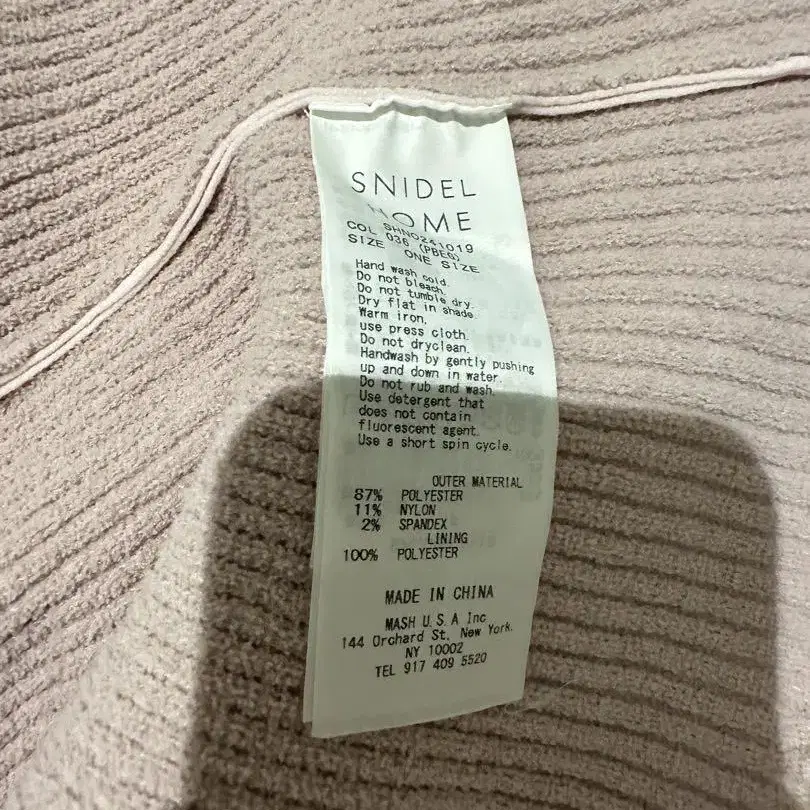 SNIDEL
HOME
SHNO241019
COL 036 (PBEG)
SIZE ONE SIZE
Hand wash cold.
Do not bleach.
Do not tumble dry.
Dry flat in shade.
Warm iron,
use press cloth.
Do not dryclean.
Handwash by gently pushing
up and down in water.
Do not rub and wash.
Use detergent that
does not contain
fluorescent agent.
Use a short spin cycle.
OUTER MATERIAL
87% POLYESTER
11% NYLON
2% SPANDEX
LINING
100% POLYESTER
MADE IN CHINA
MASH U.S.A Inc
144 Orchard St, New York.
NY 10002
TEL 917 409 5520